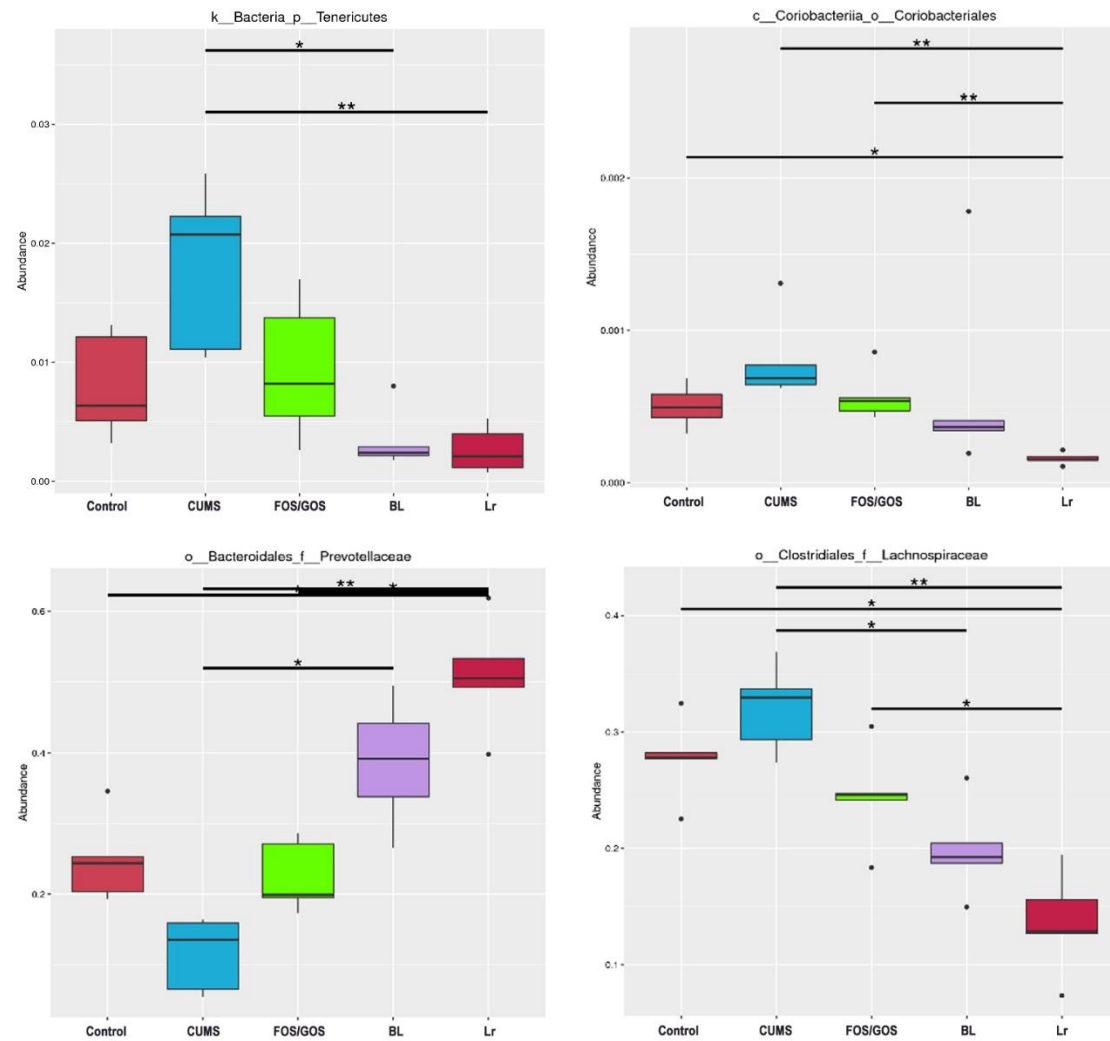 k__Bacteria_p__Tenericutes
*
**
0.03
0.02
0.01
0.00
Abundance
Control CUMS FOS/GOS BL Lr
c__Coriobacteriia_o__Coriobacteriales
**
**
*
0.002
0.001
0.000
Abundance
Control CUMS FOS/GOS BL Lr
o__Bacteroidales_f__Prevotellaceae
** *
*
0.6
0.4
0.2
Abundance
Control CUMS FOS/GOS BL Lr
o__Clostridiales_f__Lachnospiraceae
**
*
*
*
0.4
0.3
0.2
0.1
Abundance
Control CUMS FOS/GOS BL Lr